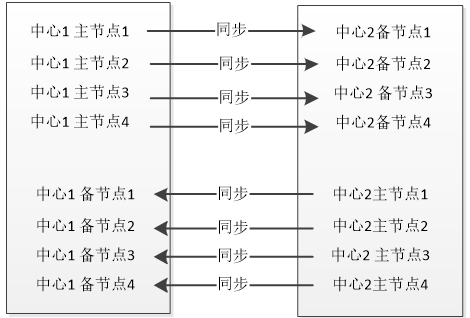 中心1 主节点1 同步 中心2备节点1
中心1 主节点2 同步 中心2备节点2
中心1 主节点3 同步 中心2 备节点3
中心1 主节点4 同步 中心2备节点4
中心1 备节点1 同步 中心2主节点1
中心1 备节点2 同步 中心2主节点2
中心1 备节点3 同步 中心2 主节点3
中心1 备节点4 同步 中心2主节点4